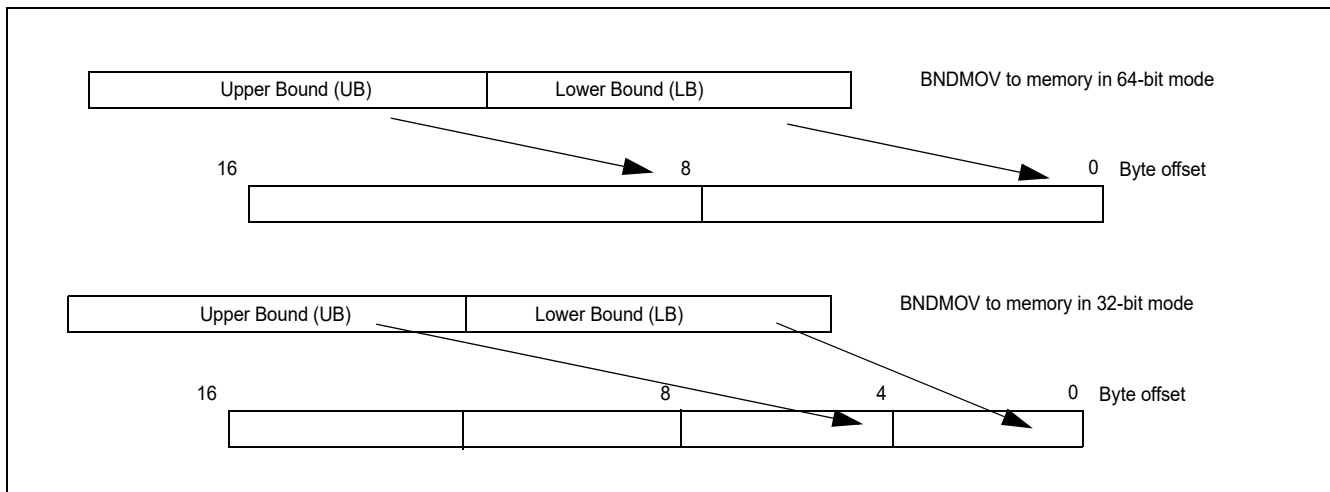 Upper Bound (UB) Lower Bound (LB) BNDMOV to memory in 64-bit mode
16 8 0 Byte offset
Upper Bound (UB) Lower Bound (LB) BNDMOV to memory in 32-bit mode
16 8 4 0 Byte offset